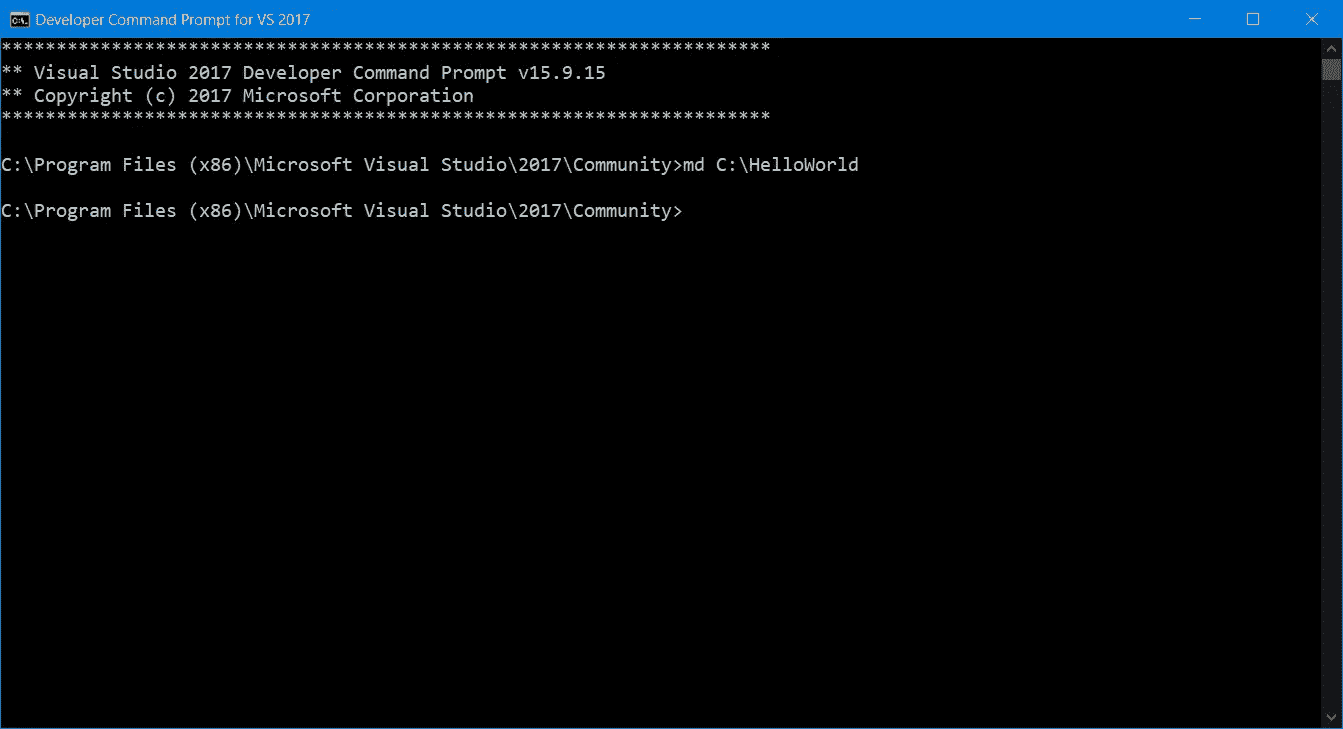 Developer Command Prompt for VS 2017
**********************************************************************
** Visual Studio 2017 Developer Command Prompt v15.9.15
** Copyright (c) 2017 Microsoft Corporation
**********************************************************************
C:\Program Files (x86)\Microsoft Visual Studio\2017\Community>md C:\HelloWorld
C:\Program Files (x86)\Microsoft Visual Studio\2017\Community>